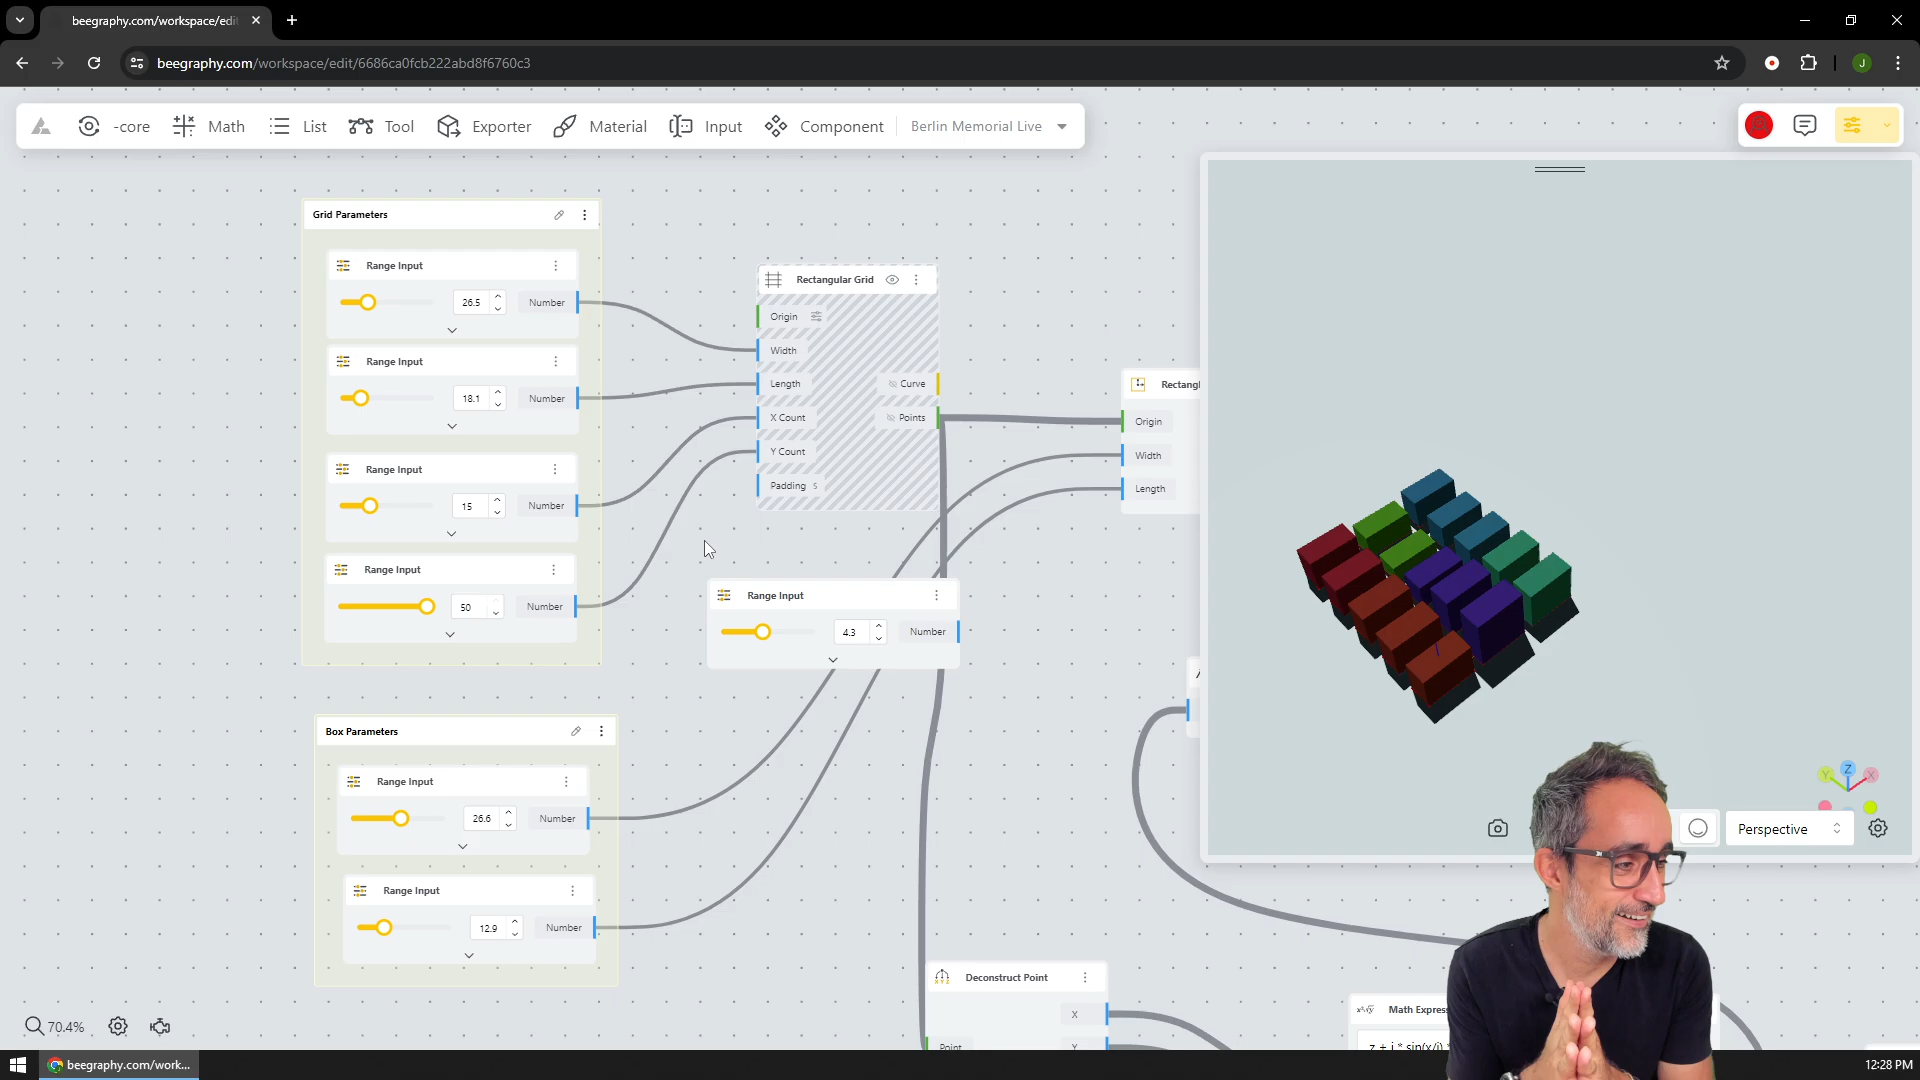 beegraphy.com/workspace/edit
beegraphy.com/workspace/edit/6686ca0fcb222abd8f6760c3
J
-core
Math
List
Tool
Exporter
Material
Input
Component
Berlin Memorial Live
Grid Parameters
Range Input
26.5
Number
Range Input
18.1
Number
Range Input
15
Number
Range Input
50
Number
Rectangular Grid
Origin
Width
Length
Curve
X Count
Points
Y Count
Padding 5
Rectangl
Origin
Width
Length
Range Input
4.3
Number
Box Parameters
Range Input
26.6
Number
Range Input
12.9
Number
Deconstruct Point
X
Point
Y
Math Expres
z + i * sin(x/i) *
Y
Z
X
Perspective
70.4%
beegraphy.com/work...
12:28 PM